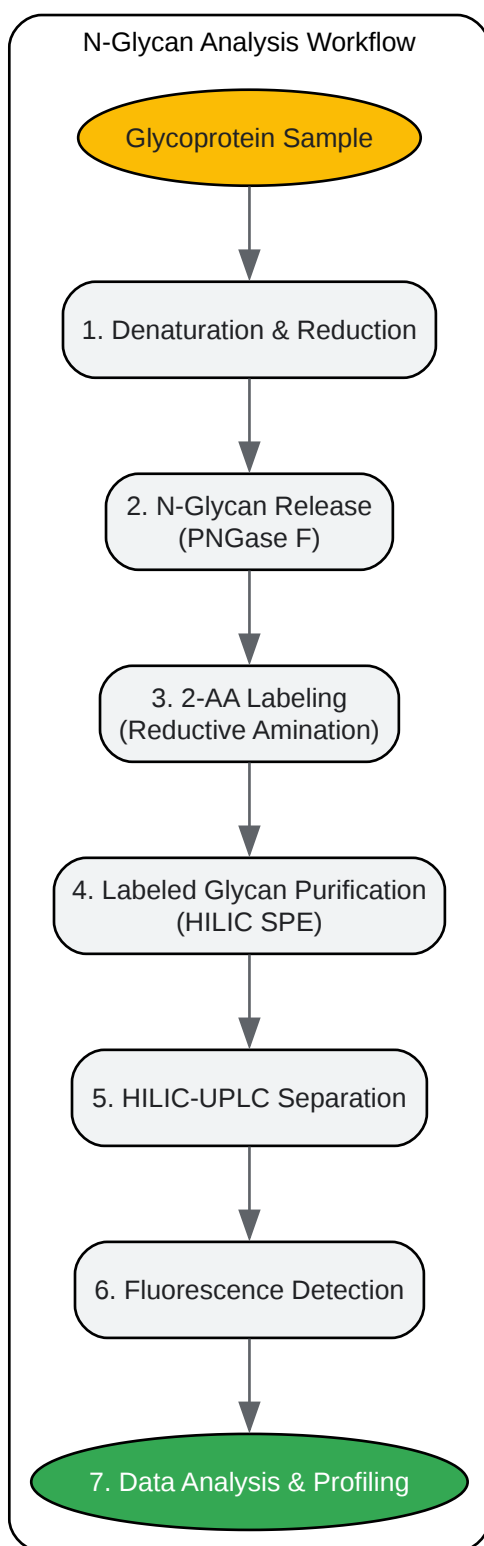 N-Glycan Analysis Workflow
Glycoprotein Sample
1. Denaturation & Reduction
2. N-Glycan Release
(PNGase F)
3. 2-AA Labeling
(Reductive Amination)
4. Labeled Glycan Purification
(HILIC SPE)
5. HILIC-UPLC Separation
6. Fluorescence Detection
7. Data Analysis & Profiling